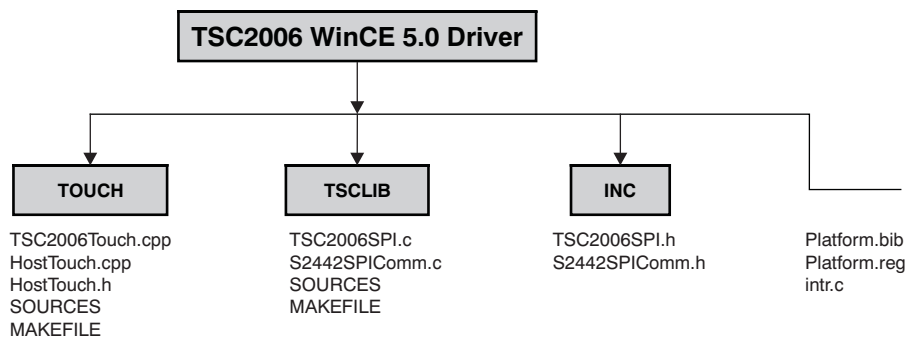 TSC2006 WinCE 5.0 Driver
TOUCH
TSC2006Touch.cpp
HostTouch.cpp
HostTouch.h
SOURCES
MAKEFILE
TSCLIB
TSC2006SPI.c
S2442SPIComm.c
SOURCES
MAKEFILE
INC
TSC2006SPI.h
S2442SPIComm.h
Platform.bib
Platform.reg
intr.c